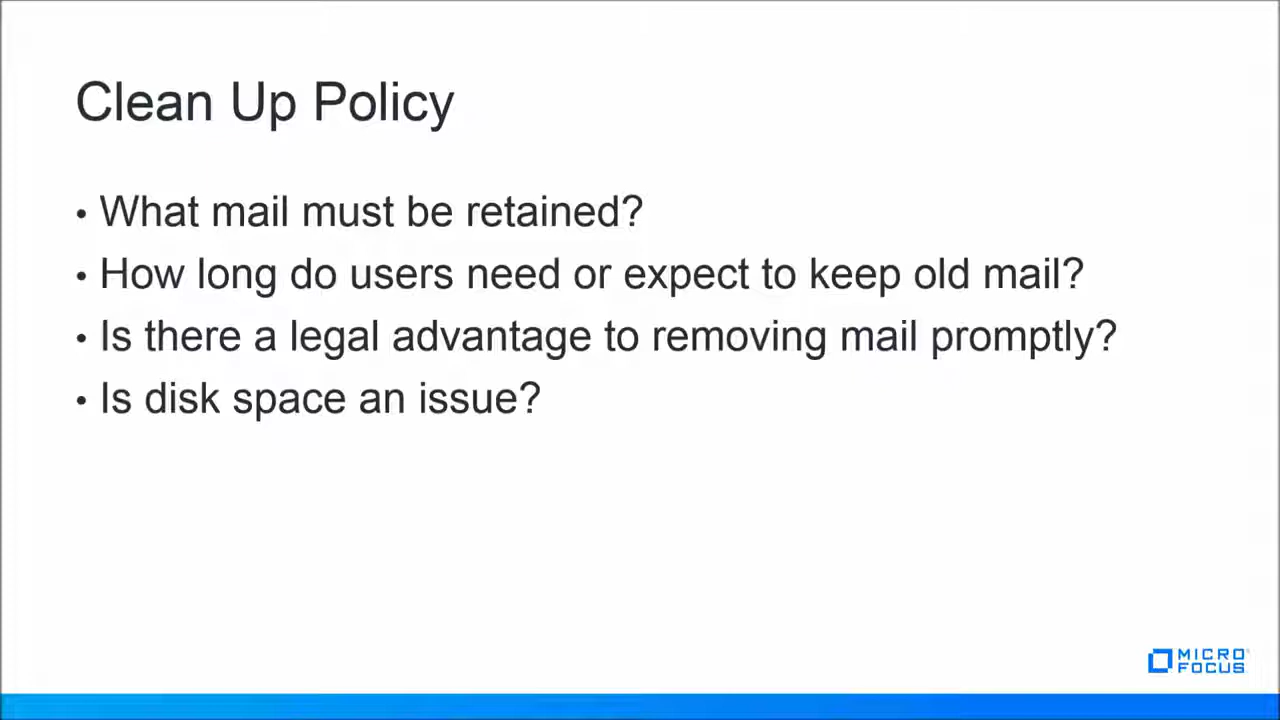 Clean Up Policy
• What mail must be retained?
• How long do users need or expect to keep old mail?
• Is there a legal advantage to removing mail promptly?
• Is disk space an issue?
MICRO
FOCUS